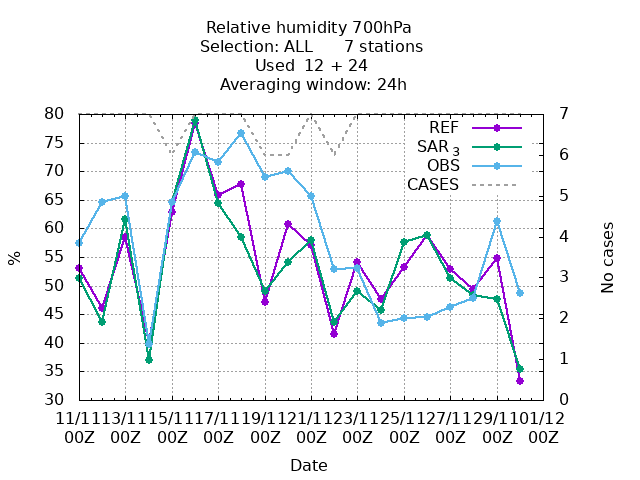 Relative humidity 700hPa
Selection: ALL 7 stations
Used 12 + 24
Averaging window: 24h
80 7
75
70 6
65 5
60
55 4
50 3
45
40 2
35 1
30 0
%
No cases
REF
SAR 3
OBS
CASES
11/11 13/11 15/11 17/11 19/11 21/11 23/11 25/11 27/11 29/11 01/12
00Z 00Z 00Z 00Z 00Z 00Z 00Z 00Z 00Z 00Z 00Z
Date